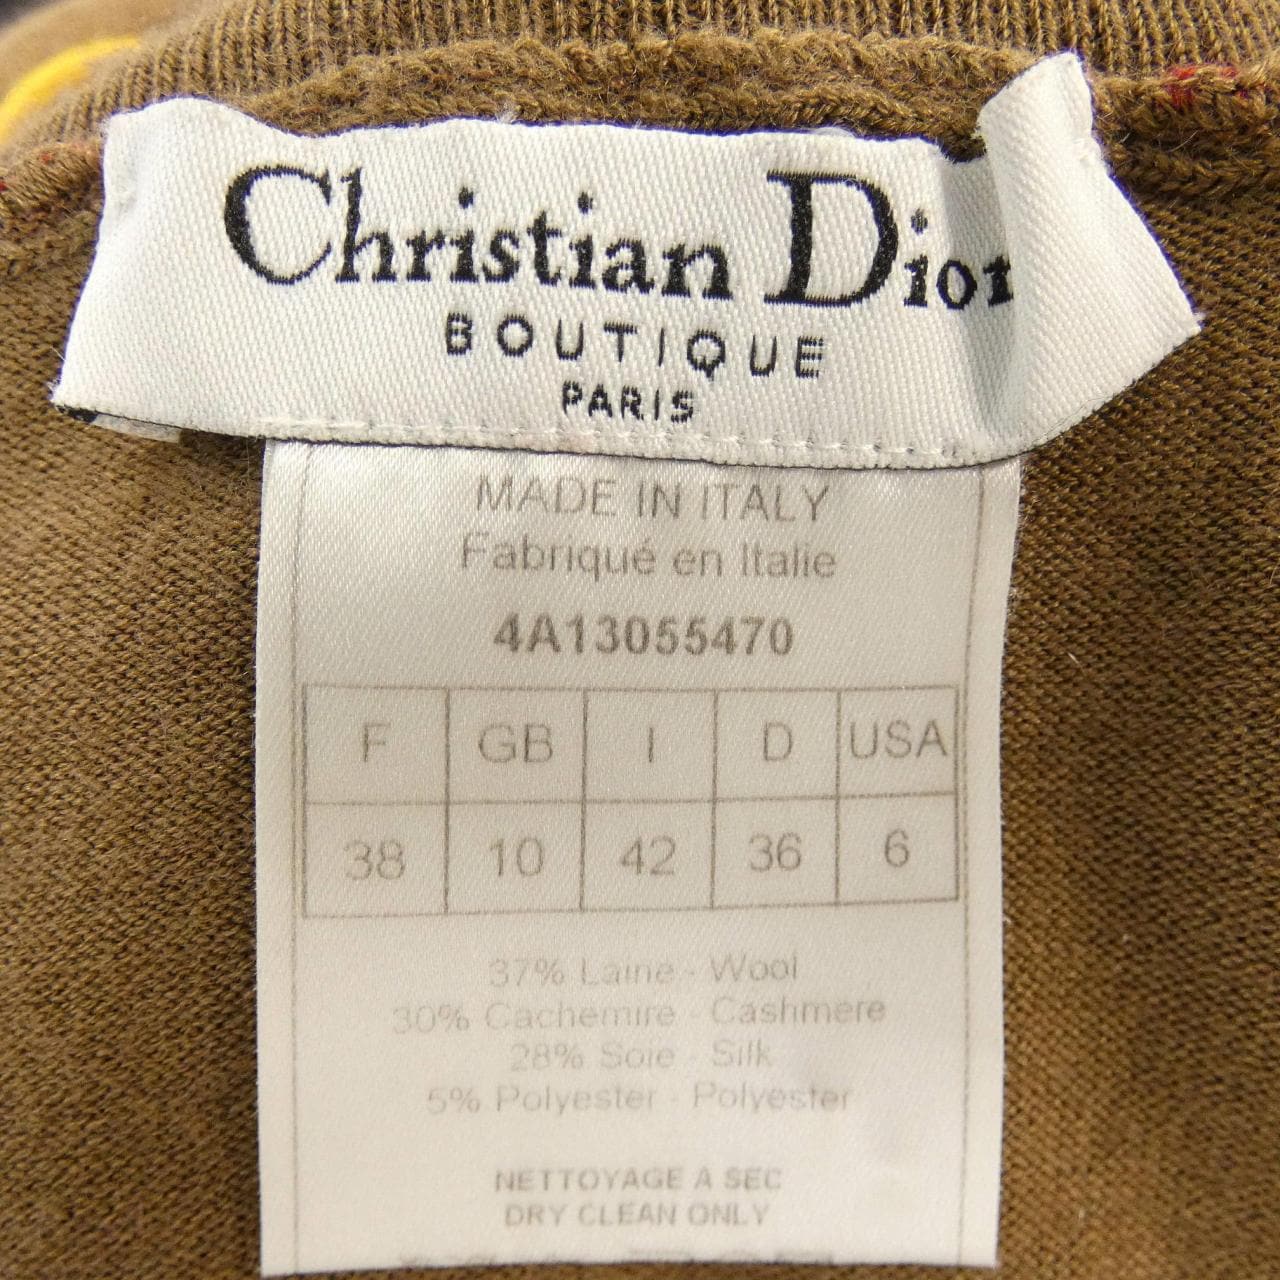 Christian Dior
BOUTIQUE
PARIS
MADE IN ITALY
Fabriqué en Italie
4A13055470
F GB I D USA
38 10 42 36 6
37% Laine - Wool
30% Cachemire - Cashmere
28% Soie - Silk
5% Polyester - Polyester
NETTOYAGE A SEC
DRY CLEAN ONLY